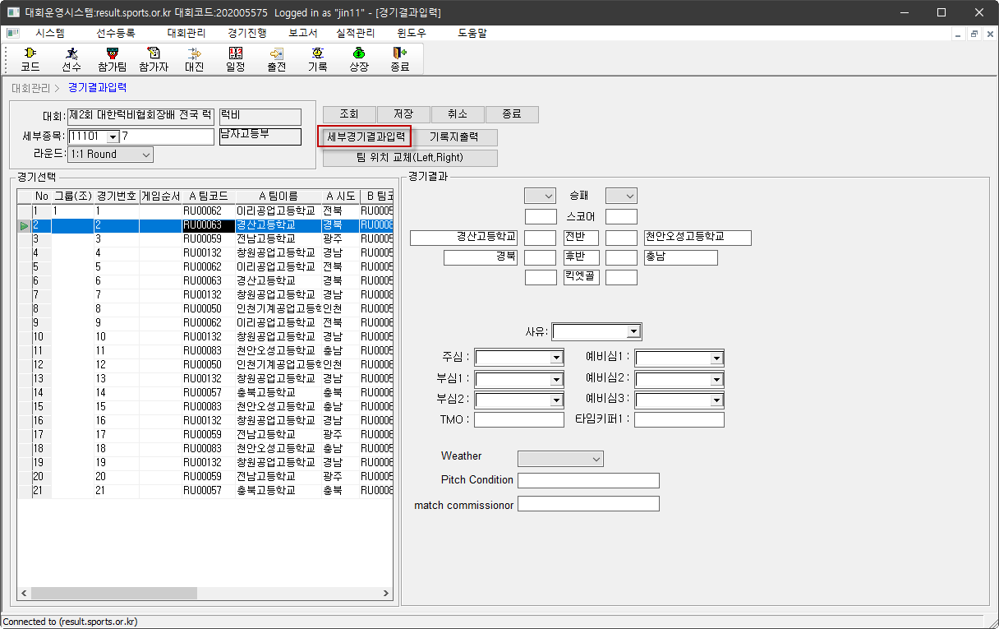 대회운영시스템:result.sports.or.kr 대회코드:202005575 Logged in as "jin11" - [경기결과입력]
시스템 선수등록 대회관리 경기진행 보고서 실적관리 윈도우 도움말
코드 선수 참가팀 참가자 대진 일정 출전 기록 상장 종료
대회관리 > 경기결과입력
대회: 제2회 대한럭비협회장배 전국 럭 럭비
세부종목: 11101 7 남자고등부
라운드: 1:1 Round
조회 저장 취소 종료
세부경기결과입력 기록지출력
팀 위치 교체(Left,Right)
경기선택
No 그룹(조) 경기번호 게임순서 A 팀코드 A 팀이름 A 시도 B 팀코
1 1 1 RU00062 이리공업고등학교 전북 RU0005
2 2 RU00063 경산고등학교 경북 RU0008
3 3 RU00059 전남고등학교 광주 RU0005
4 4 RU00132 창원공업고등학교 경남 RU0005
5 5 RU00062 이리공업고등학교 전북 RU0005
6 6 RU00063 경산고등학교 경북 RU0005
7 7 RU00132 창원공업고등학교 경남 RU0008
8 8 RU00050 인천기계공업고등학 인천 RU0005
9 9 RU00062 이리공업고등학교 전북 RU0008
10 10 RU00132 창원공업고등학교 경남 RU0005
11 11 RU00083 천안오성고등학교 충남 RU0005
12 12 RU00050 인천기계공업고등학 인천 RU0006
13 13 RU00132 창원공업고등학교 경남 RU0005
14 14 RU00057 충북고등학교 충북 RU0005
15 15 RU00083 천안오성고등학교 충남 RU0006
16 16 RU00132 창원공업고등학교 경남 RU0005
17 17 RU00059 전남고등학교 광주 RU0005
18 18 RU00083 천안오성고등학교 충남 RU0005
19 19 RU00132 창원공업고등학교 경남 RU0006
20 20 RU00059 전남고등학교 광주 RU0005
21 21 RU00057 충북고등학교 충북 RU0008
경기결과
승패
스코어
경산고등학교 전반 천안오성고등학교
경북 후반 충남
킥엣골
사유:
주심 : 예비심1 :
부심1 : 예비심2 :
부심2 : 예비심3 :
TMO : 타임키퍼1 :
Weather
Pitch Condition
match commissionor
Connected to (result.sports.or.kr)